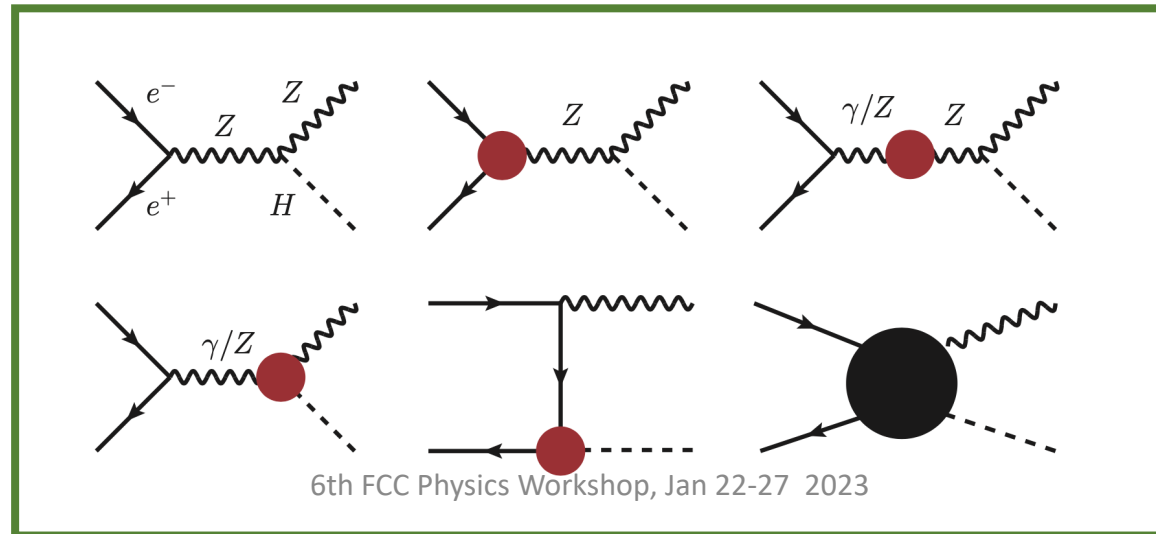 e⁻
Z
Z
e⁺
H
Z
γ/Z
Z
γ/Z
6th FCC Physics Workshop, Jan 22-27 2023